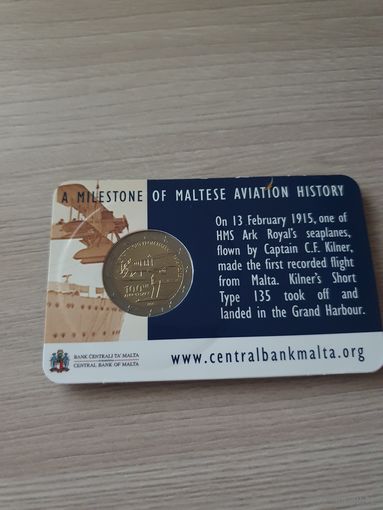 A MILESTONE OF MALTESE AVIATION HISTORY
On 13 February 1915, one of
HMS Ark Royal's seaplanes,
flown by Captain C.F. Kilner,
made the first recorded flight
from Malta. Kilner's Short
Type 135 took off and
landed in the Grand Harbour.
100
BANK ĊENTRALI TA' MALTA
CENTRAL BANK OF MALTA
www.centralbankmalta.org